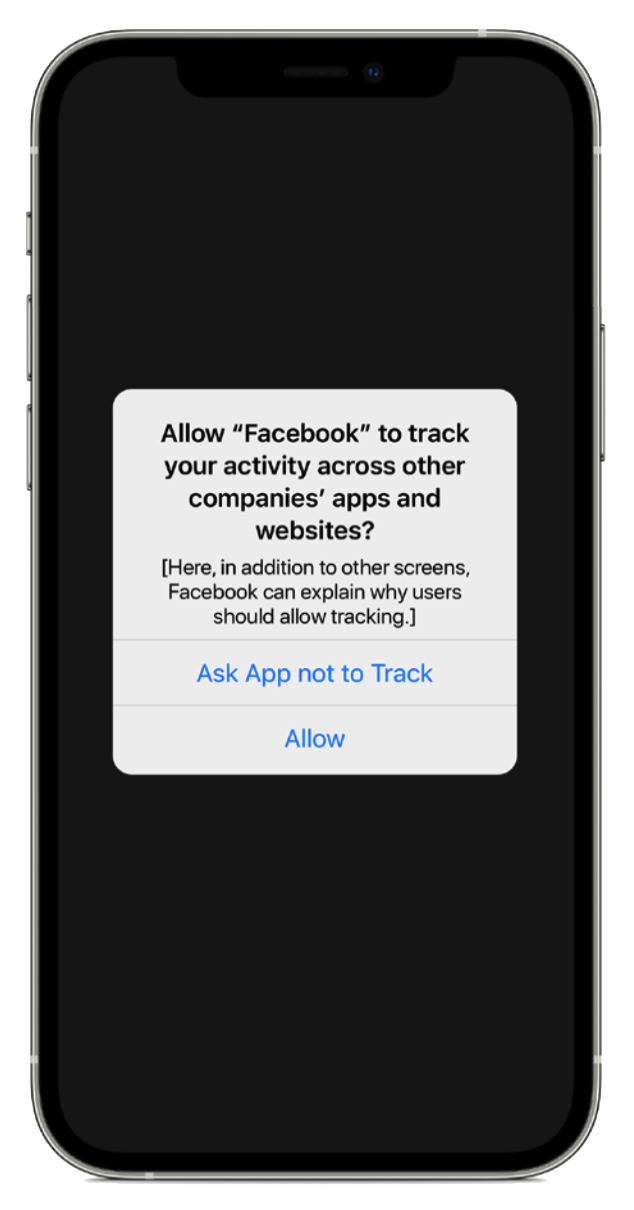 Allow “Facebook” to track
your activity across other
companies’ apps and
websites?
[Here, in addition to other screens,
Facebook can explain why users
should allow tracking.]
Ask App not to Track
Allow